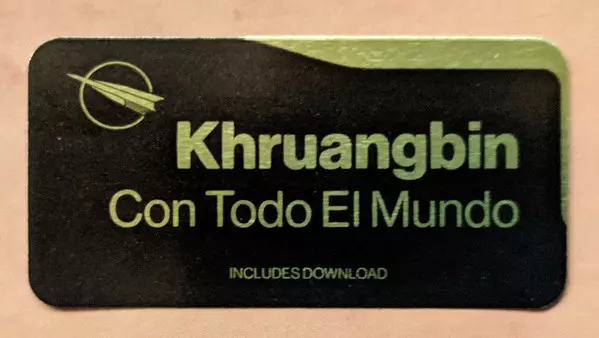 Khruangbin
Con Todo El Mundo
INCLUDES DOWNLOAD